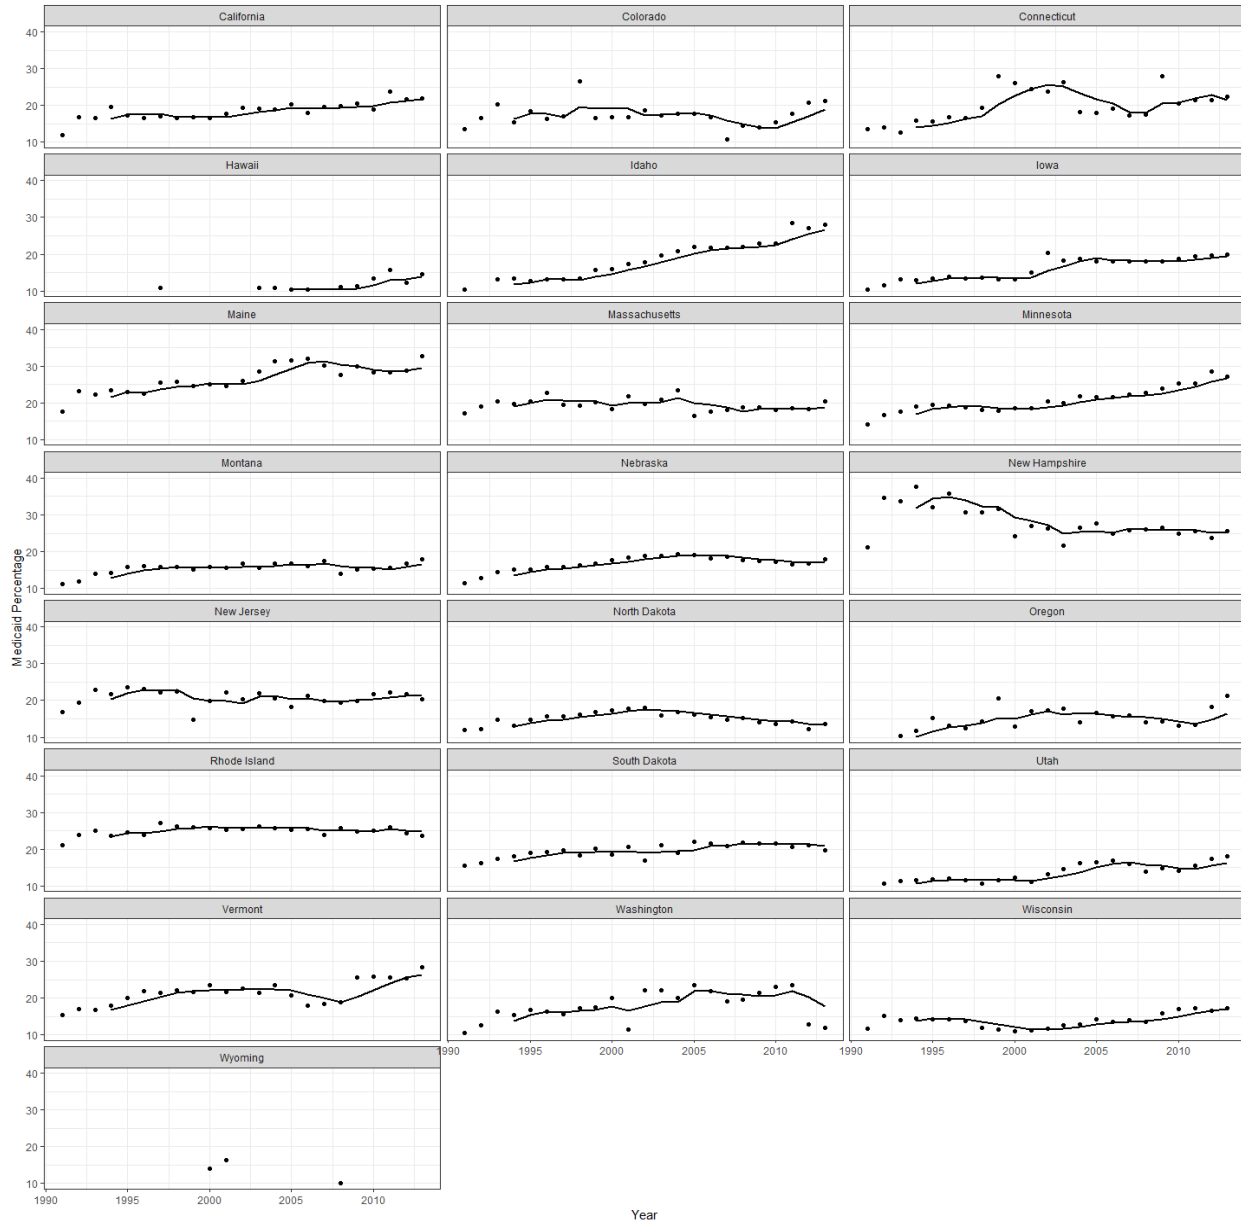 California Colorado Connecticut
40
30
20
10
Hawaii Idaho Iowa
40
30
20
10
Maine Massachusetts Minnesota
40
30
20
10
Montana Nebraska New Hampshire
40
30
20
10
Medicaid Percentage
New Jersey North Dakota Oregon
40
30
20
10
Rhode Island South Dakota Utah
40
30
20
10
Vermont Washington Wisconsin
40
30
20
10
1990 1995 2000 2005 2010 1990 1995 2000 2005 2010
Wyoming
40
30
20
10
1990 1995 2000 2005 2010
Year